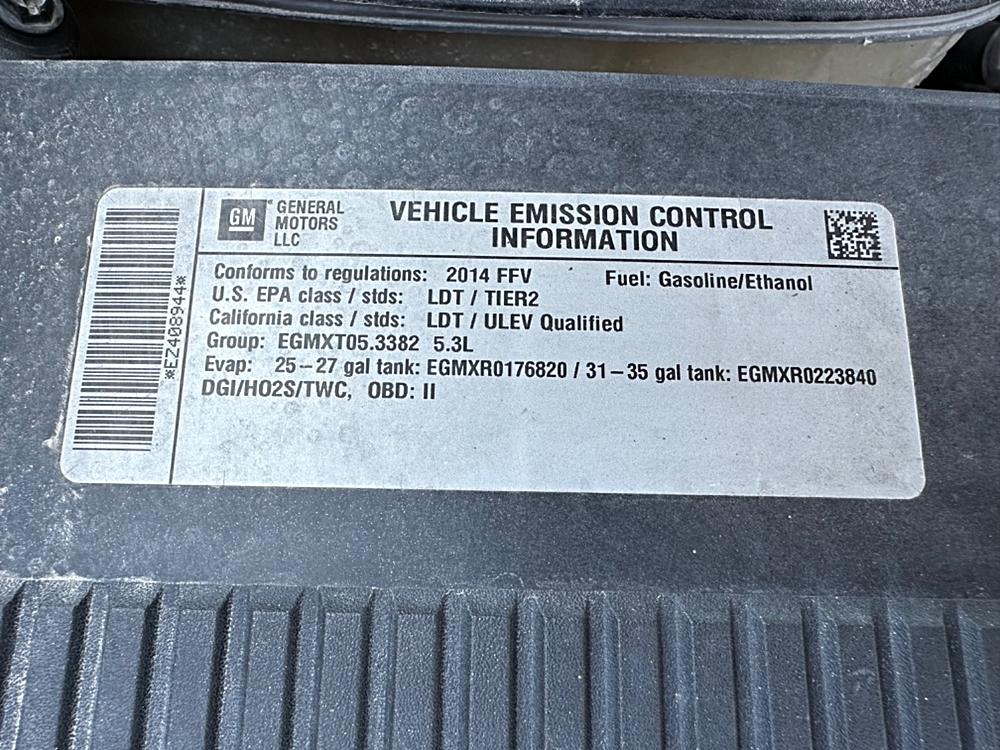 GM GENERAL
MOTORS
LLC
VEHICLE EMISSION CONTROL
INFORMATION
*EZ408944*
Conforms to regulations: 2014 FFV Fuel: Gasoline/Ethanol
U.S. EPA class / stds: LDT / TIER2
California class / stds: LDT / ULEV Qualified
Group: EGMXT05.3382 5.3L
Evap: 25–27 gal tank: EGMXR0176820 / 31–35 gal tank: EGMXR0223840
DGI/HO2S/TWC, OBD: II